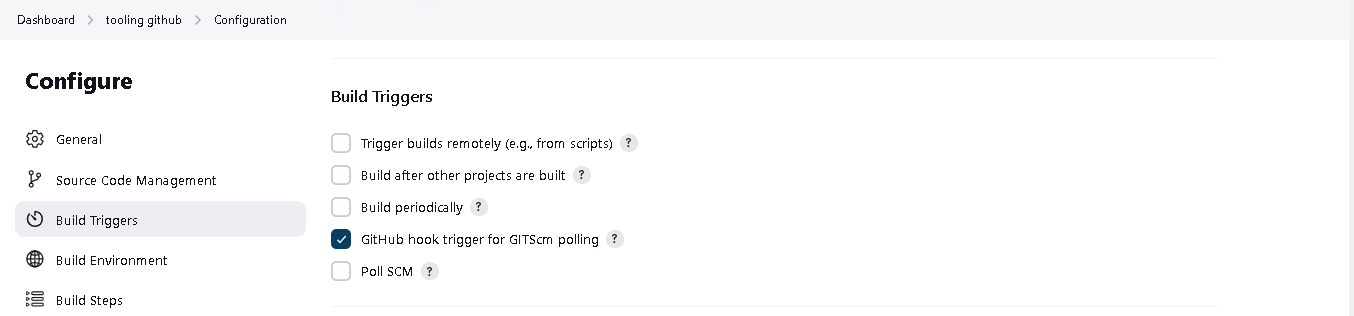 Dashboard > tooling github > Configuration
Configure
General
Source Code Management
Build Triggers
Build Environment
Build Steps
Build Triggers
Trigger builds remotely (e.g., from scripts) ?
Build after other projects are built ?
Build periodically ?
GitHub hook trigger for GITScm polling ?
Poll SCM ?